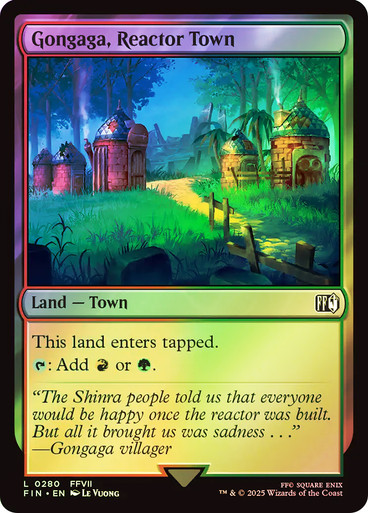 Gongaga, Reactor Town
Land — Town
FF
This land enters tapped.
: Add or .
“The Shinra people told us that everyone
would be happy once the reactor was built.
But all it brought us was sadness . . .”
—Gongaga villager
L 0280 FFVII
FIN • EN Le Vuong
FF© SQUARE ENIX
™ & © 2025 Wizards of the Coast